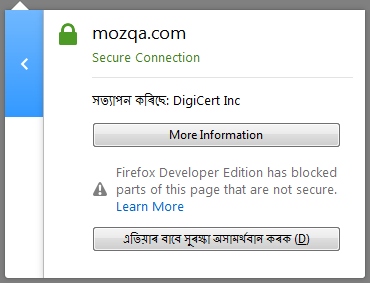 mozqa.com
Secure Connection
সত্যাপন কৰিছে: DigiCert Inc
More Information
Firefox Developer Edition has blocked
parts of this page that are not secure.
Learn More
এতিয়াৰ বাবে সুৰক্ষা অসামৰ্থবান কৰক (D)